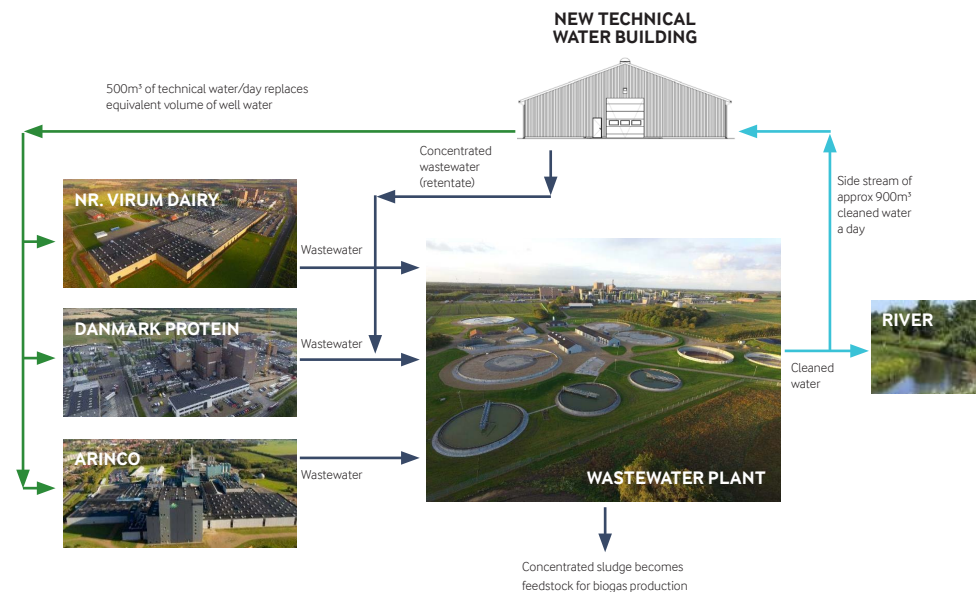 NEW TECHNICAL
WATER BUILDING
500m³ of technical water/day replaces
equivalent volume of well water
Concentrated
wastewater
(retentate)
Side stream of
approx 900m³
cleaned water
a day
NR. VIRUM DAIRY
Wastewater
DANMARK PROTEIN
Wastewater
RIVER
Cleaned
water
ARINCO
Wastewater
WASTEWATER PLANT
Concentrated sludge becomes
feedstock for biogas production